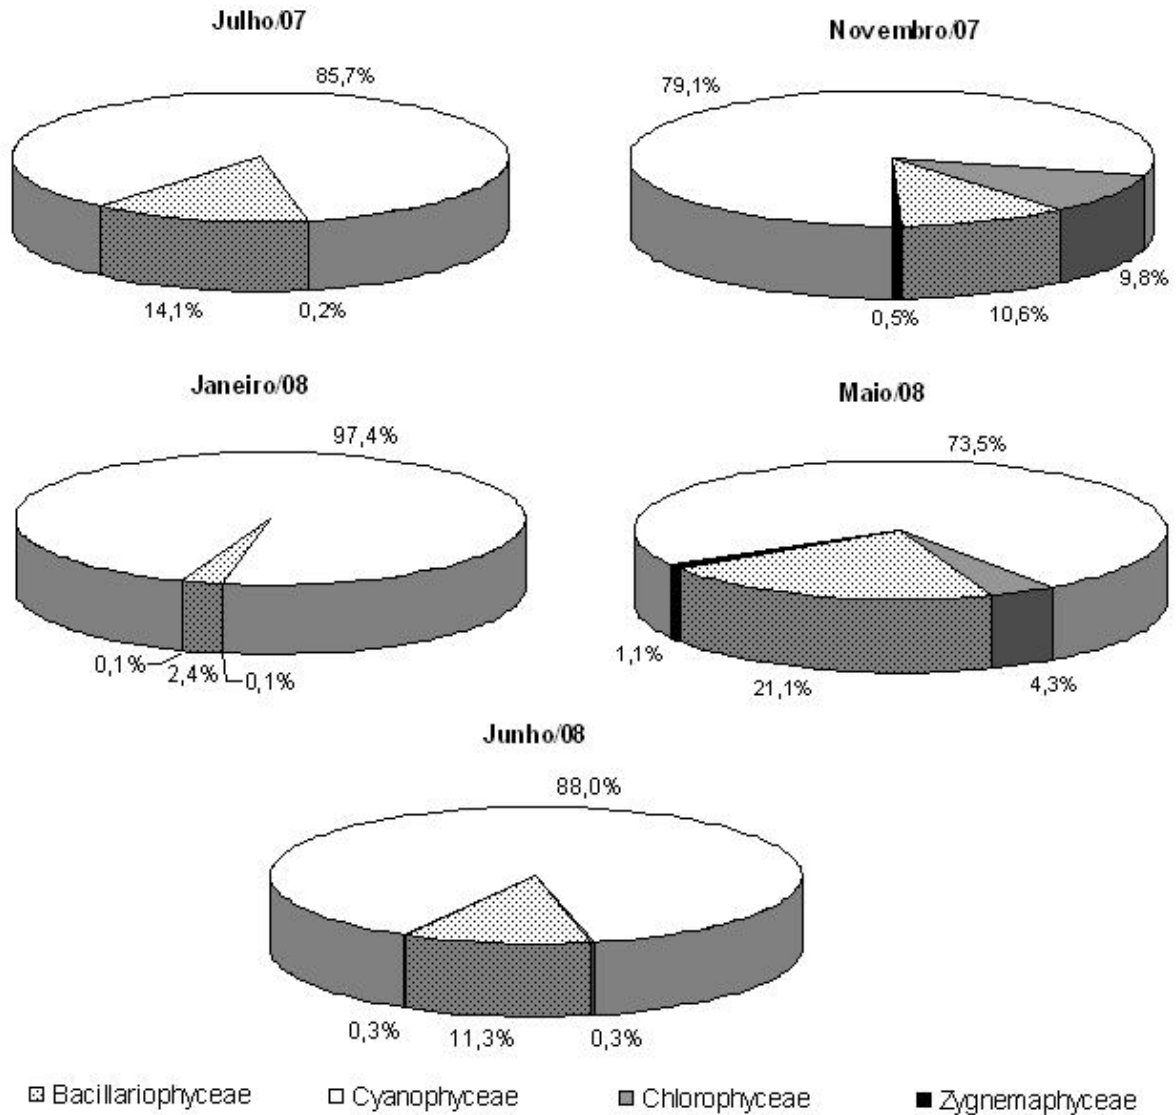 Julho/07
85,7%
14,1%
0,2%
Novembro/07
79,1%
9,8%
10,6%
0,5%
Janeiro/08
97,4%
0,1%
2,4%
0,1%
Maio/08
73,5%
1,1%
21,1%
4,3%
Junho/08
88,0%
0,3%
11,3%
0,3%
Bacillariophyceae
Cyanophyceae
Chlorophyceae
Zygnemaphyceae